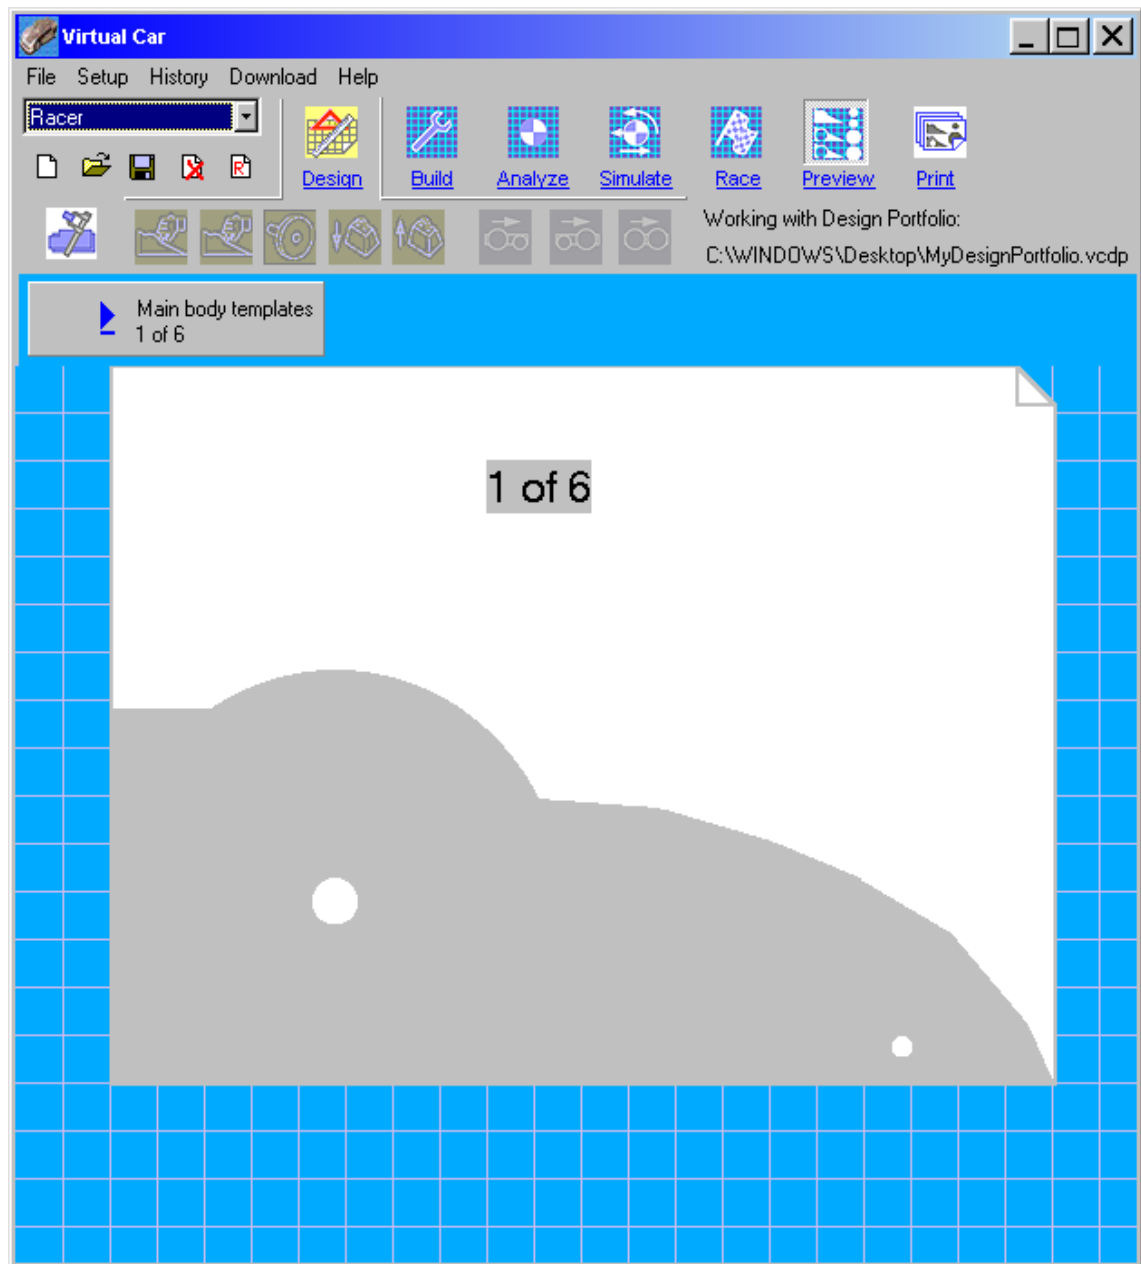 Virtual Car
File Setup History Download Help
Racer
R
Design Build Analyze Simulate Race Preview Print
Working with Design Portfolio:
C:\WINDOWS\Desktop\MyDesignPortfolio.vcdp
Main body templates
1 of 6
1 of 6